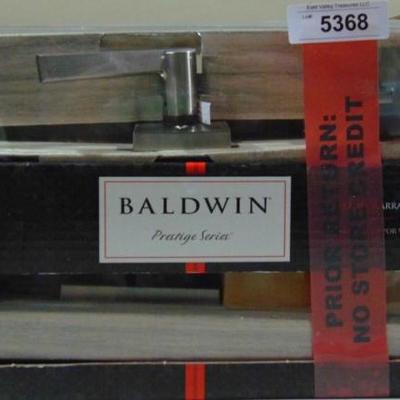 East Valley Treasures LLC
Lot#
5368
PRIOR RETURN:
NO STORE CREDIT
BALDWIN
Prestige Series